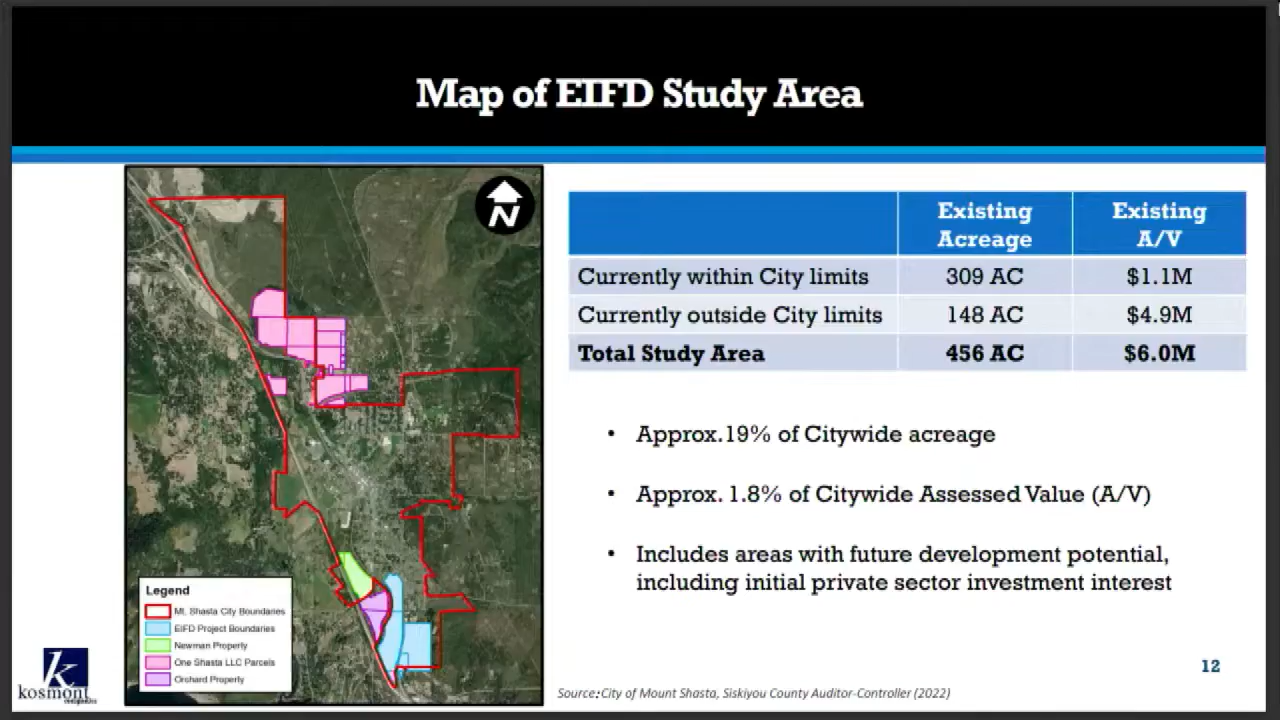 Map of EIFD Study Area
N
Legend
Mt. Shasta City Boundaries
EIFD Project Boundaries
Newman Property
One Shasta LLC Parcels
Orchard Property
Existing Acreage
Existing A/V
Currently within City limits 309 AC $1.1M
Currently outside City limits 148 AC $4.9M
Total Study Area 456 AC $6.0M
• Approx.19% of Citywide acreage
• Approx. 1.8% of Citywide Assessed Value (A/V)
• Includes areas with future development potential,
including initial private sector investment interest
12
k
kosmont
companies
Source: City of Mount Shasta, Siskiyou County Auditor-Controller (2022)